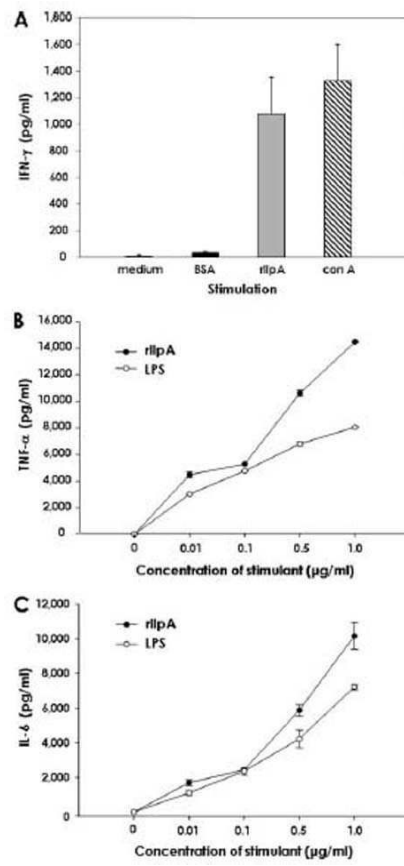 A
1,800
1,600
1,400
1,200
1,000
800
600
400
200
0
IFN-γ (pg/ml)
medium BSA rlipA con A
Stimulation
B
16,000
14,000
12,000
10,000
8,000
6,000
4,000
2,000
0
TNF-α (pg/ml)
rlipA
LPS
0 0.01 0.1 0.5 1.0
Concentration of stimulant (µg/ml)
C
12,000
10,000
8,000
6,000
4,000
2,000
0
IL-6 (pg/ml)
rlipA
LPS
0 0.01 0.1 0.5 1.0
Concentration of stimulant (µg/ml)